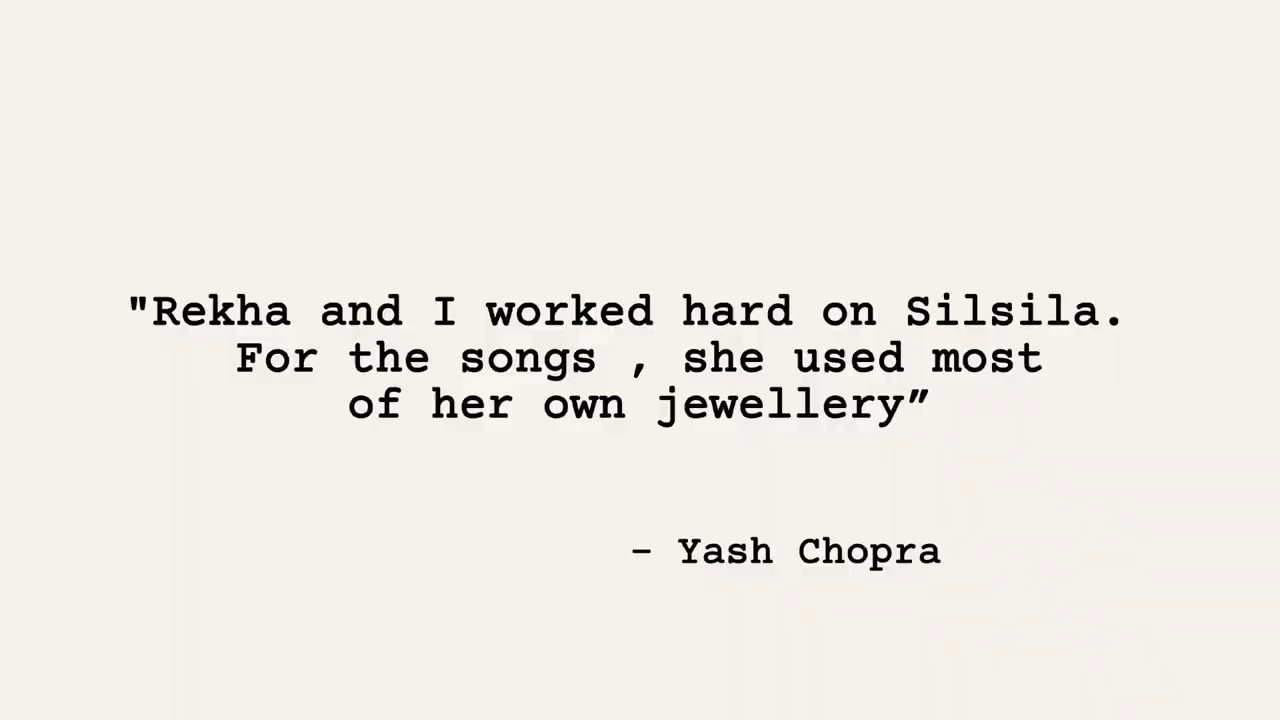 "Rekha and I worked hard on Silsila.
For the songs , she used most
of her own jewellery”
- Yash Chopra